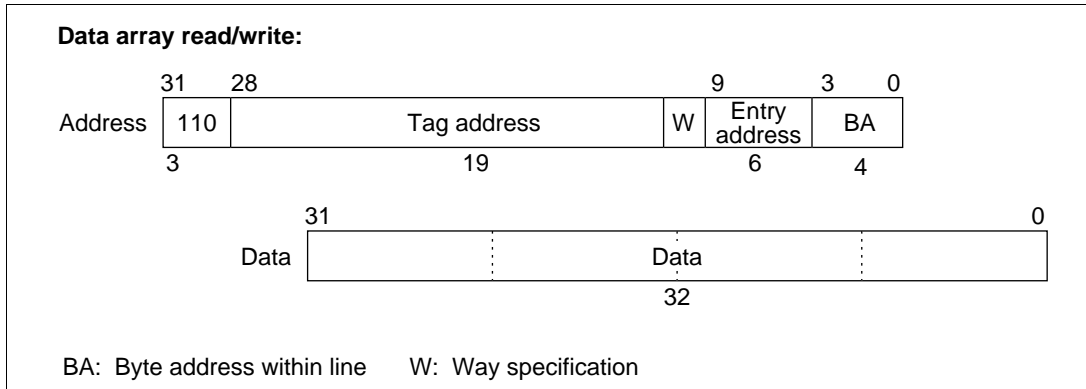 Data array read/write:
31 28 9 3 0
Address 110 Tag address W Entry address BA
3 19 6 4
31 0
Data Data
32
BA: Byte address within line W: Way specification